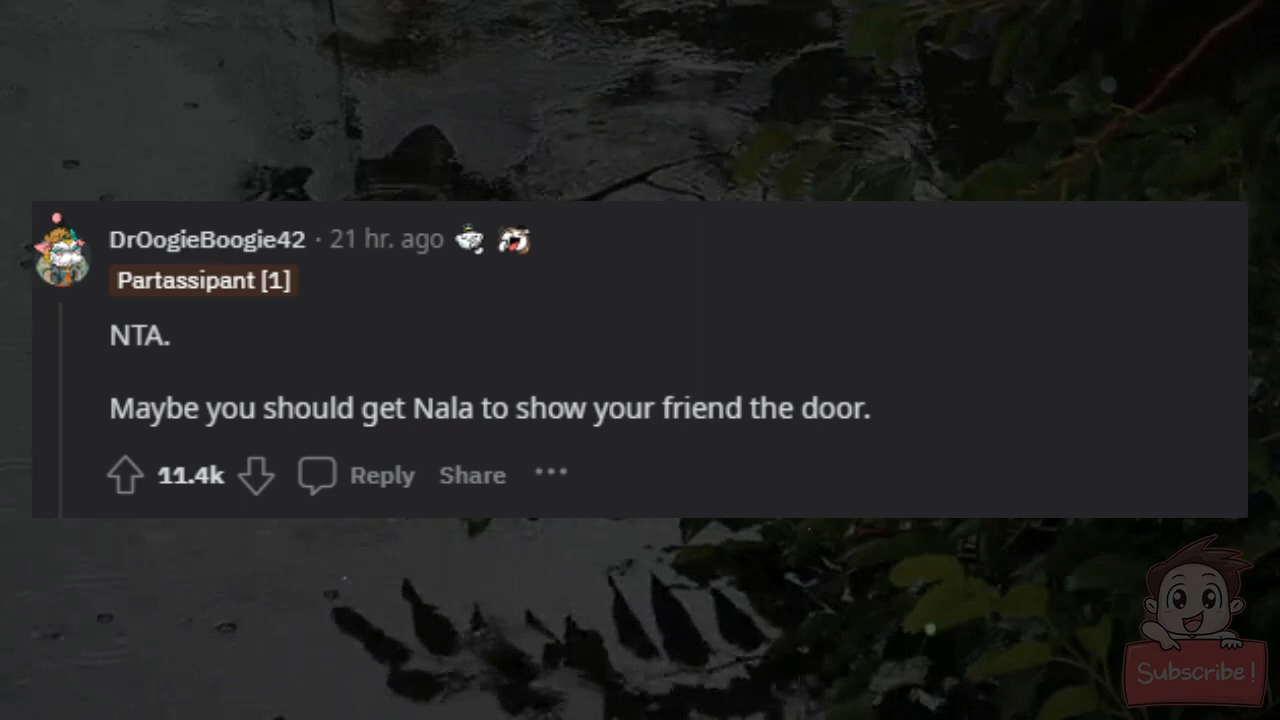 DrOogieBoogie42 · 21 hr. ago
Partassipant [1]
NTA.
Maybe you should get Nala to show your friend the door.
11.4k Reply Share ...
Subscribe!